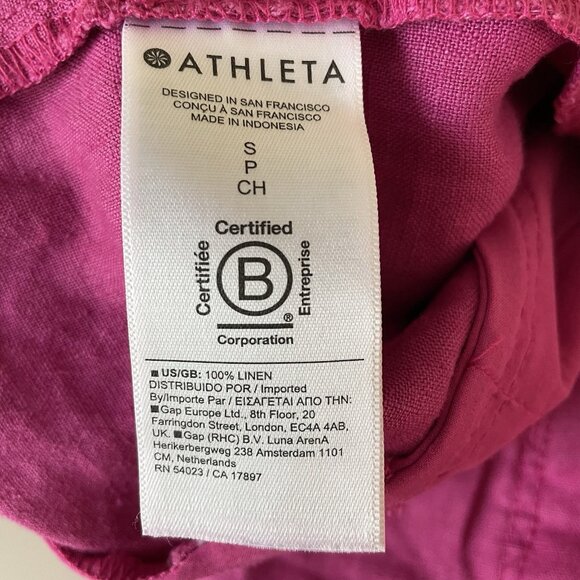 ATHLETA
DESIGNED IN SAN FRANCISCO
CONÇU À SAN FRANCISCO
MADE IN INDONESIA
S
P
CH
Certified
Certifiée
B
Entreprise
®
Corporation
■ US/GB: 100% LINEN
DISTRIBUIDO POR / Imported
By/Importe Par / ΕΙΣΑΓΕΤΑΙ ΑΠΟ ΤΗΝ:
■Gap Europe Ltd., 8th Floor, 20
Farringdon Street, London, EC4A 4AB,
UK. ■Gap (RHC) B.V. Luna ArenA
Herikerbergweg 238 Amsterdam 1101
CM, Netherlands
RN 54023 / CA 17897